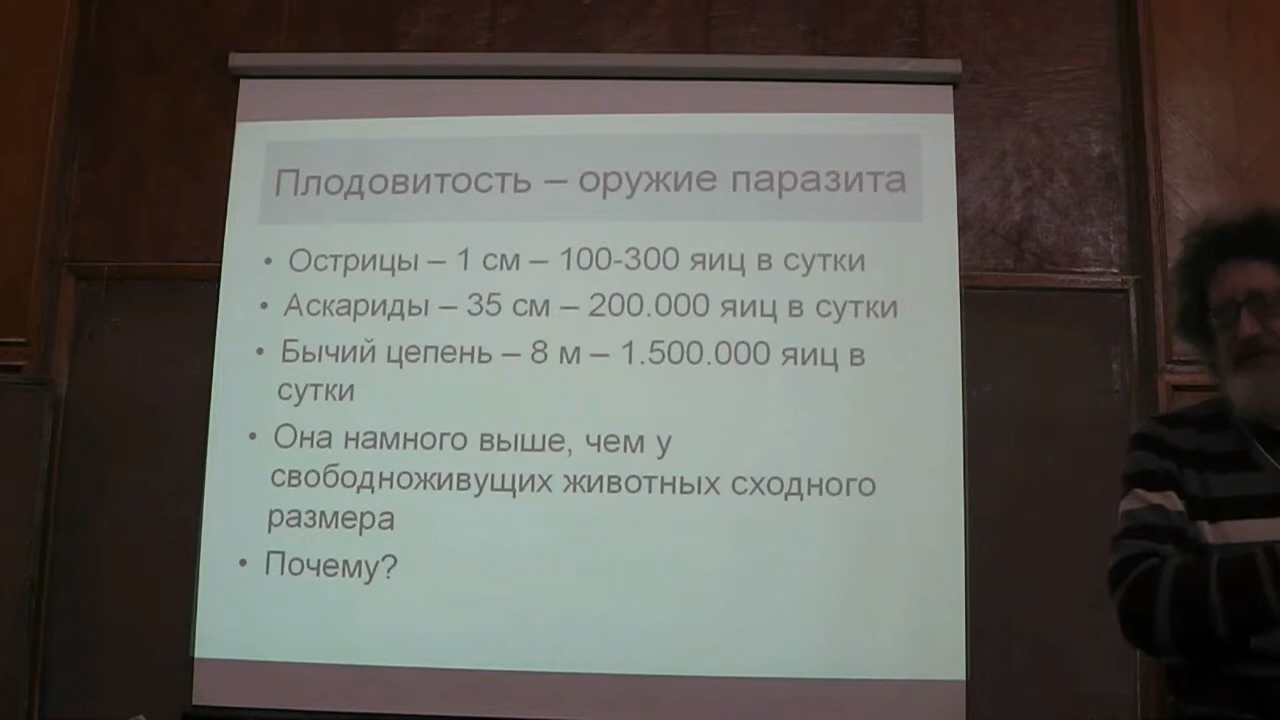 Плодовитость – оружие паразита
• Острицы – 1 см – 100-300 яиц в сутки
• Аскариды – 35 см – 200.000 яиц в сутки
• Бычий цепень – 8 м – 1.500.000 яиц в
сутки
• Она намного выше, чем у
свободноживущих животных сходного
размера
• Почему?